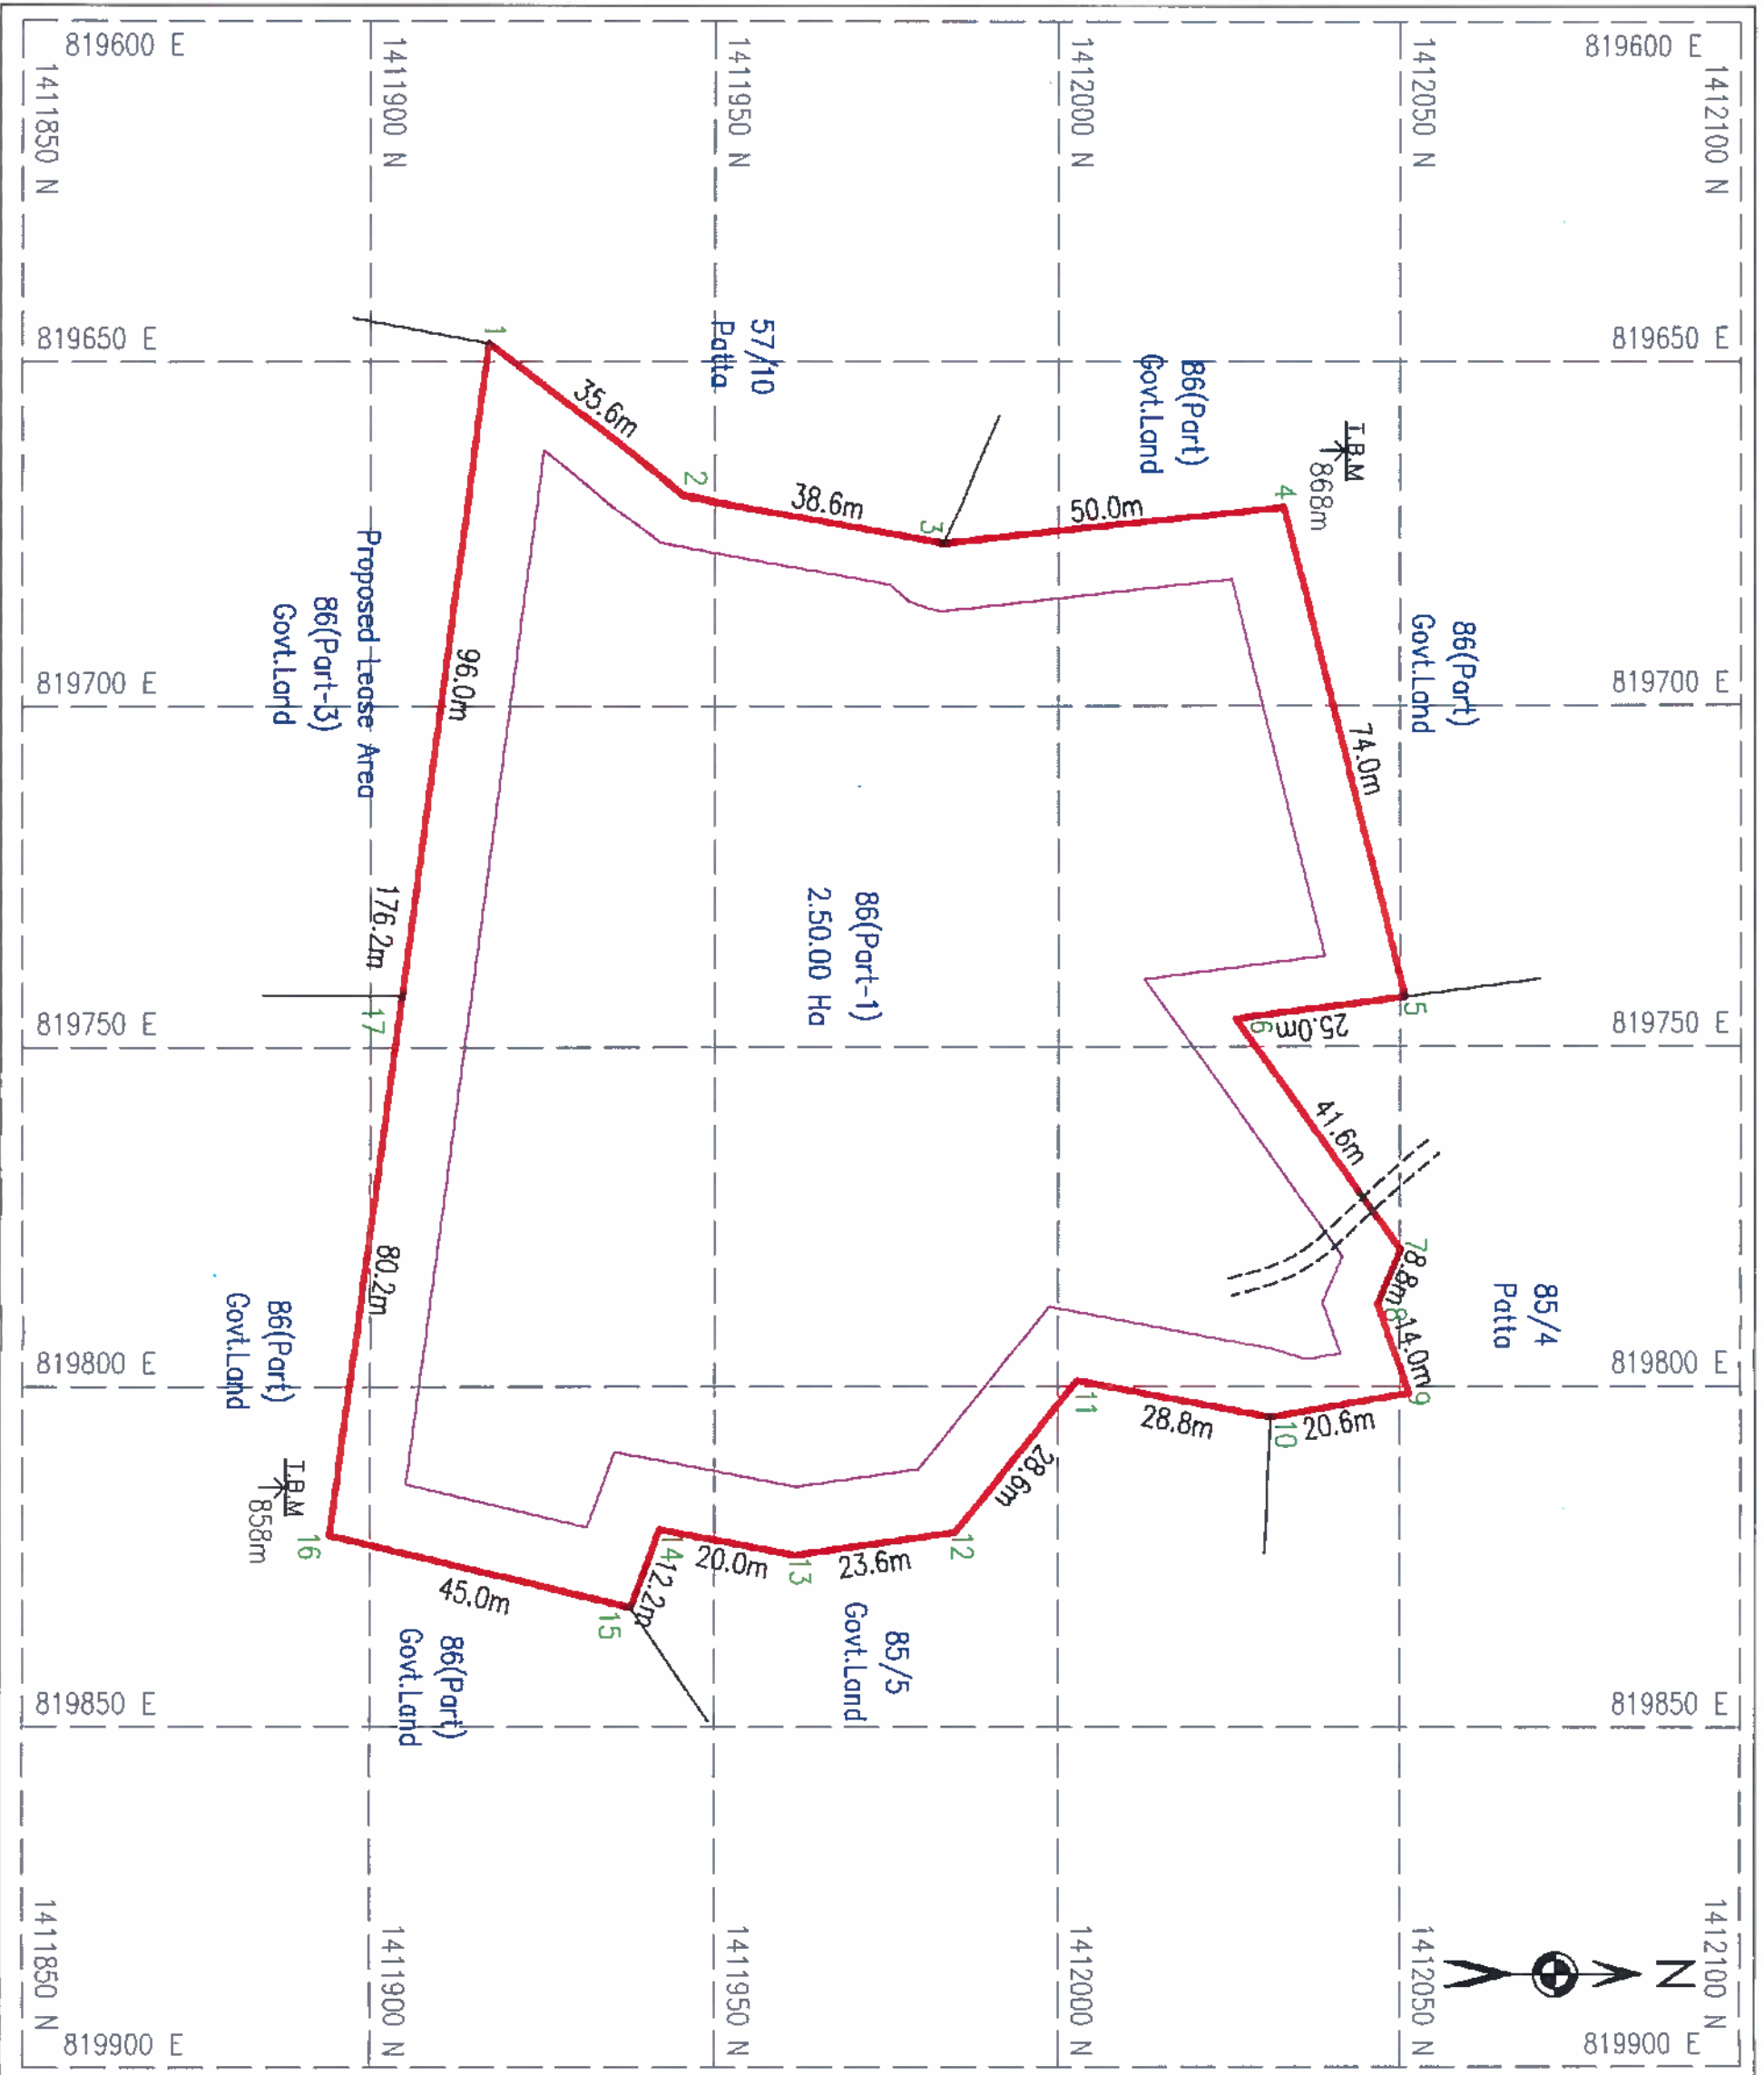 1412100 N
1412100 N
819600 E
819650 E
819700 E
819750 E
819800 E
819850 E
819900 E
N
1412050 N
1412050 N
T.B.M
868m
86(Part)
Govt.Land
85/4
Patta
4
74.0m
5
25.0m
6
41.6m
7
8.8m
8
14.0m
9
20.6m
10
86(Part)
Govt.Land
50.0m
28.8m
11
1412000 N
1412000 N
28.6m
3
38.6m
12
57/10
Patta
86(Part-1)
2.50.00 Ha
23.6m
85/5
Govt.Land
13
1411950 N
1411950 N
2
20.0m
14
12.2m
15
35.6m
1
96.0m
45.0m
86(Part)
Govt.Land
1411900 N
1411900 N
Proposed Lease Area
86(Part-3)
Govt.Land
176.2m
17
80.2m
16
T.B.M
858m
86(Part)
Govt.Land
819600 E
819650 E
819700 E
819750 E
819800 E
819850 E
819900 E
1411850 N
1411850 N